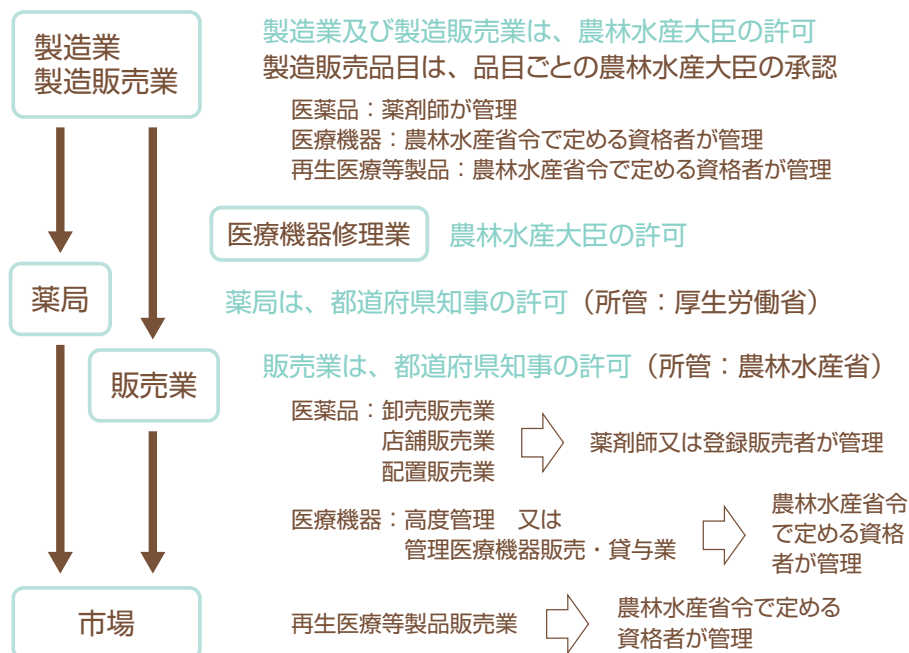 製造業
製造販売業
製造業及び製造販売業は、農林水産大臣の許可
製造販売品目は、品目ごとの農林水産大臣の承認
医薬品：薬剤師が管理
医療機器：農林水産省令で定める資格者が管理
再生医療等製品：農林水産省令で定める資格者が管理
医療機器修理業
農林水産大臣の許可
薬局
薬局は、都道府県知事の許可（所管：厚生労働省）
販売業
販売業は、都道府県知事の許可（所管：農林水産省）
医薬品：卸売販売業
店舗販売業
配置販売業
薬剤師又は登録販売者が管理
医療機器：高度管理　又は
管理医療機器販売・貸与業
農林水産省令
で定める資格
者が管理
市場
再生医療等製品販売業
農林水産省令で定める
資格者が管理